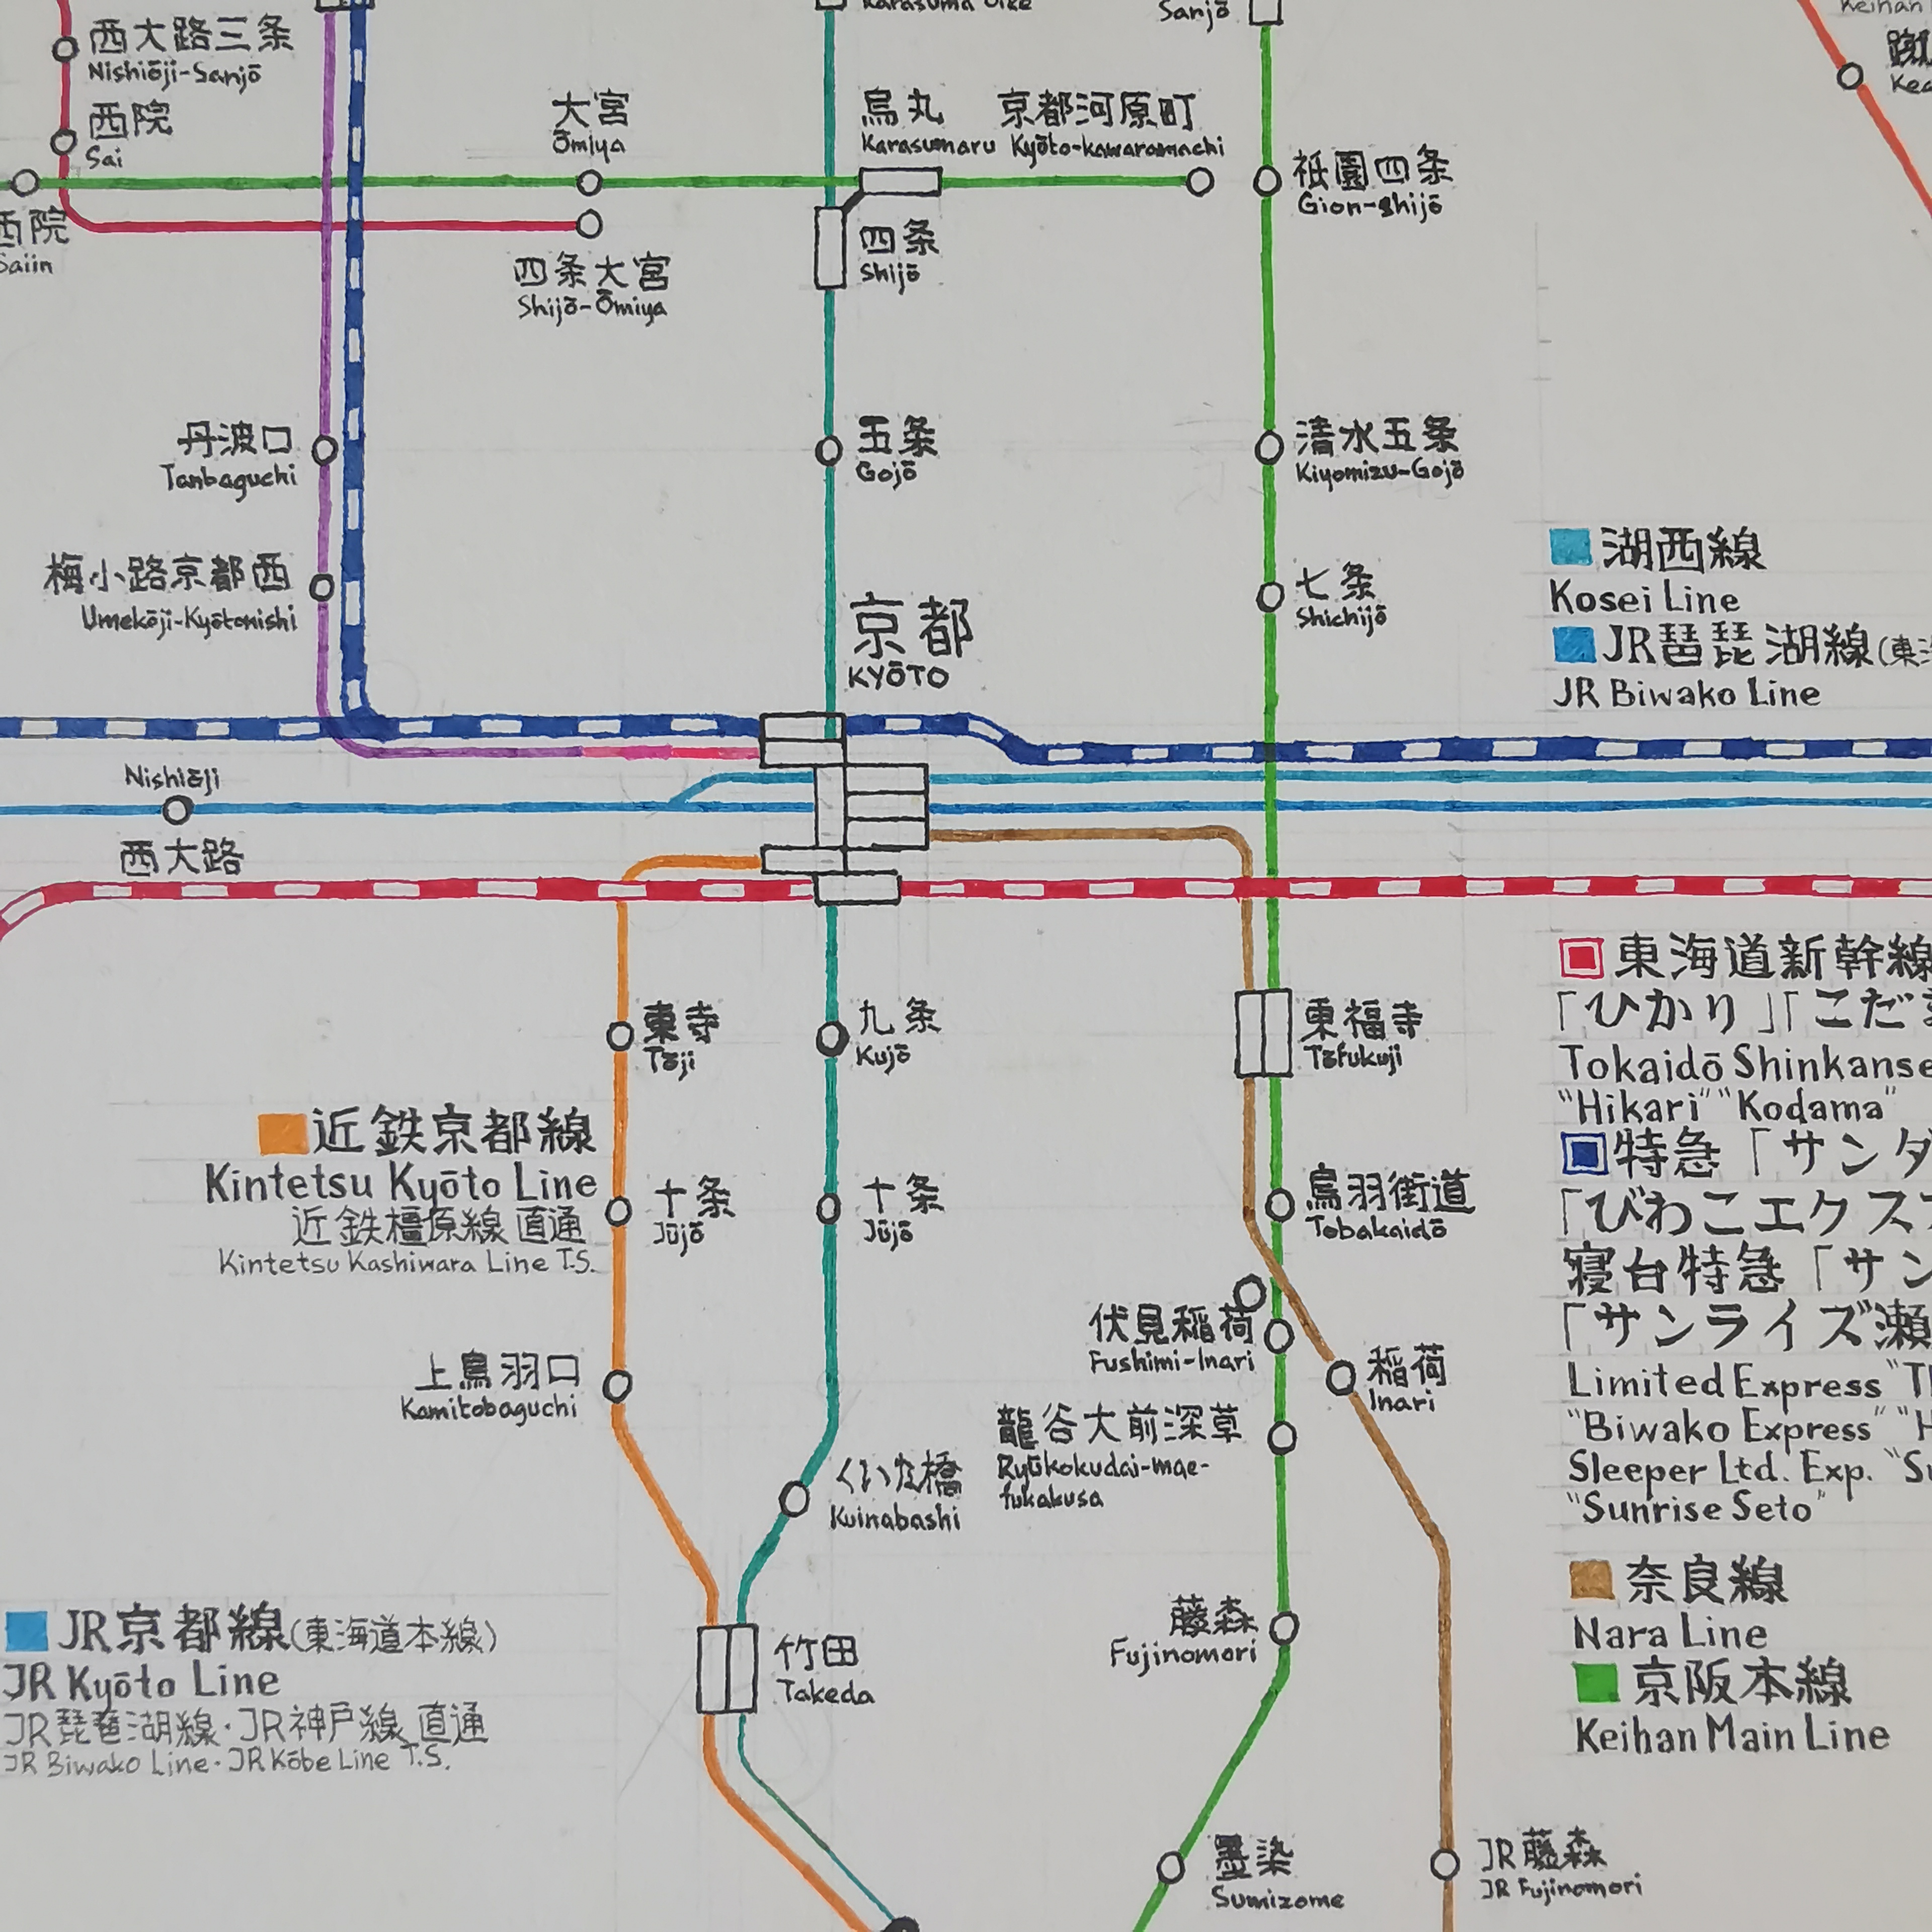 西大路三条
Nishiōji-Sanjō
西院
Sai
西院
Saiin
大宮
Ōmiya
四条大宮
Shijō-Ōmiya
Karasuma Oike
烏丸
Karasumaru
京都河原町
Kyōto-kawaramachi
四条
Shijō
Sanjō
祇園四条
Gion-shijō
Keihan
蹴
Kea
丹波口
Tanbaguchi
五条
Gojō
清水五条
Kiyomizu-Gojō
梅小路京都西
Umekōji-Kyōtonishi
七条
Shichijō
京都
KYŌTO
湖西線
Kosei Line
JR琵琶湖線(東海
JR Biwako Line
Nishiōji
西大路
東海道新幹線
「ひかり」「こだま
Tokaidō Shinkanse
"Hikari" "Kodama"
特急「サンダ
「びわこエクスプ
寝台特急「サン
「サンライズ瀬
Limited Express "Th
"Biwako Express" "H
Sleeper Ltd. Exp. "Su
"Sunrise Seto"
奈良線
Nara Line
京阪本線
Keihan Main Line
東寺
Tōji
九条
Kujō
東福寺
Tōfukuji
近鉄京都線
Kintetsu Kyōto Line
近鉄橿原線 直通
Kintetsu Kashiwara Line T.S.
十条
Jūjō
十条
Jūjō
鳥羽街道
Tobakaidō
伏見稲荷
Fushimi-Inari
稲荷
Inari
上鳥羽口
Kamitobaguchi
龍谷大前深草
Ryūkokudai-mae-
fukakusa
くいな橋
Kuinabashi
藤森
Fujinomori
竹田
Takeda
JR京都線(東海道本線)
JR Kyōto Line
JR琵琶湖線・JR神戸線 直通
JR Biwako Line・JR Kōbe Line T.S.
墨染
Sumizome
JR藤森
JR Fujinomori